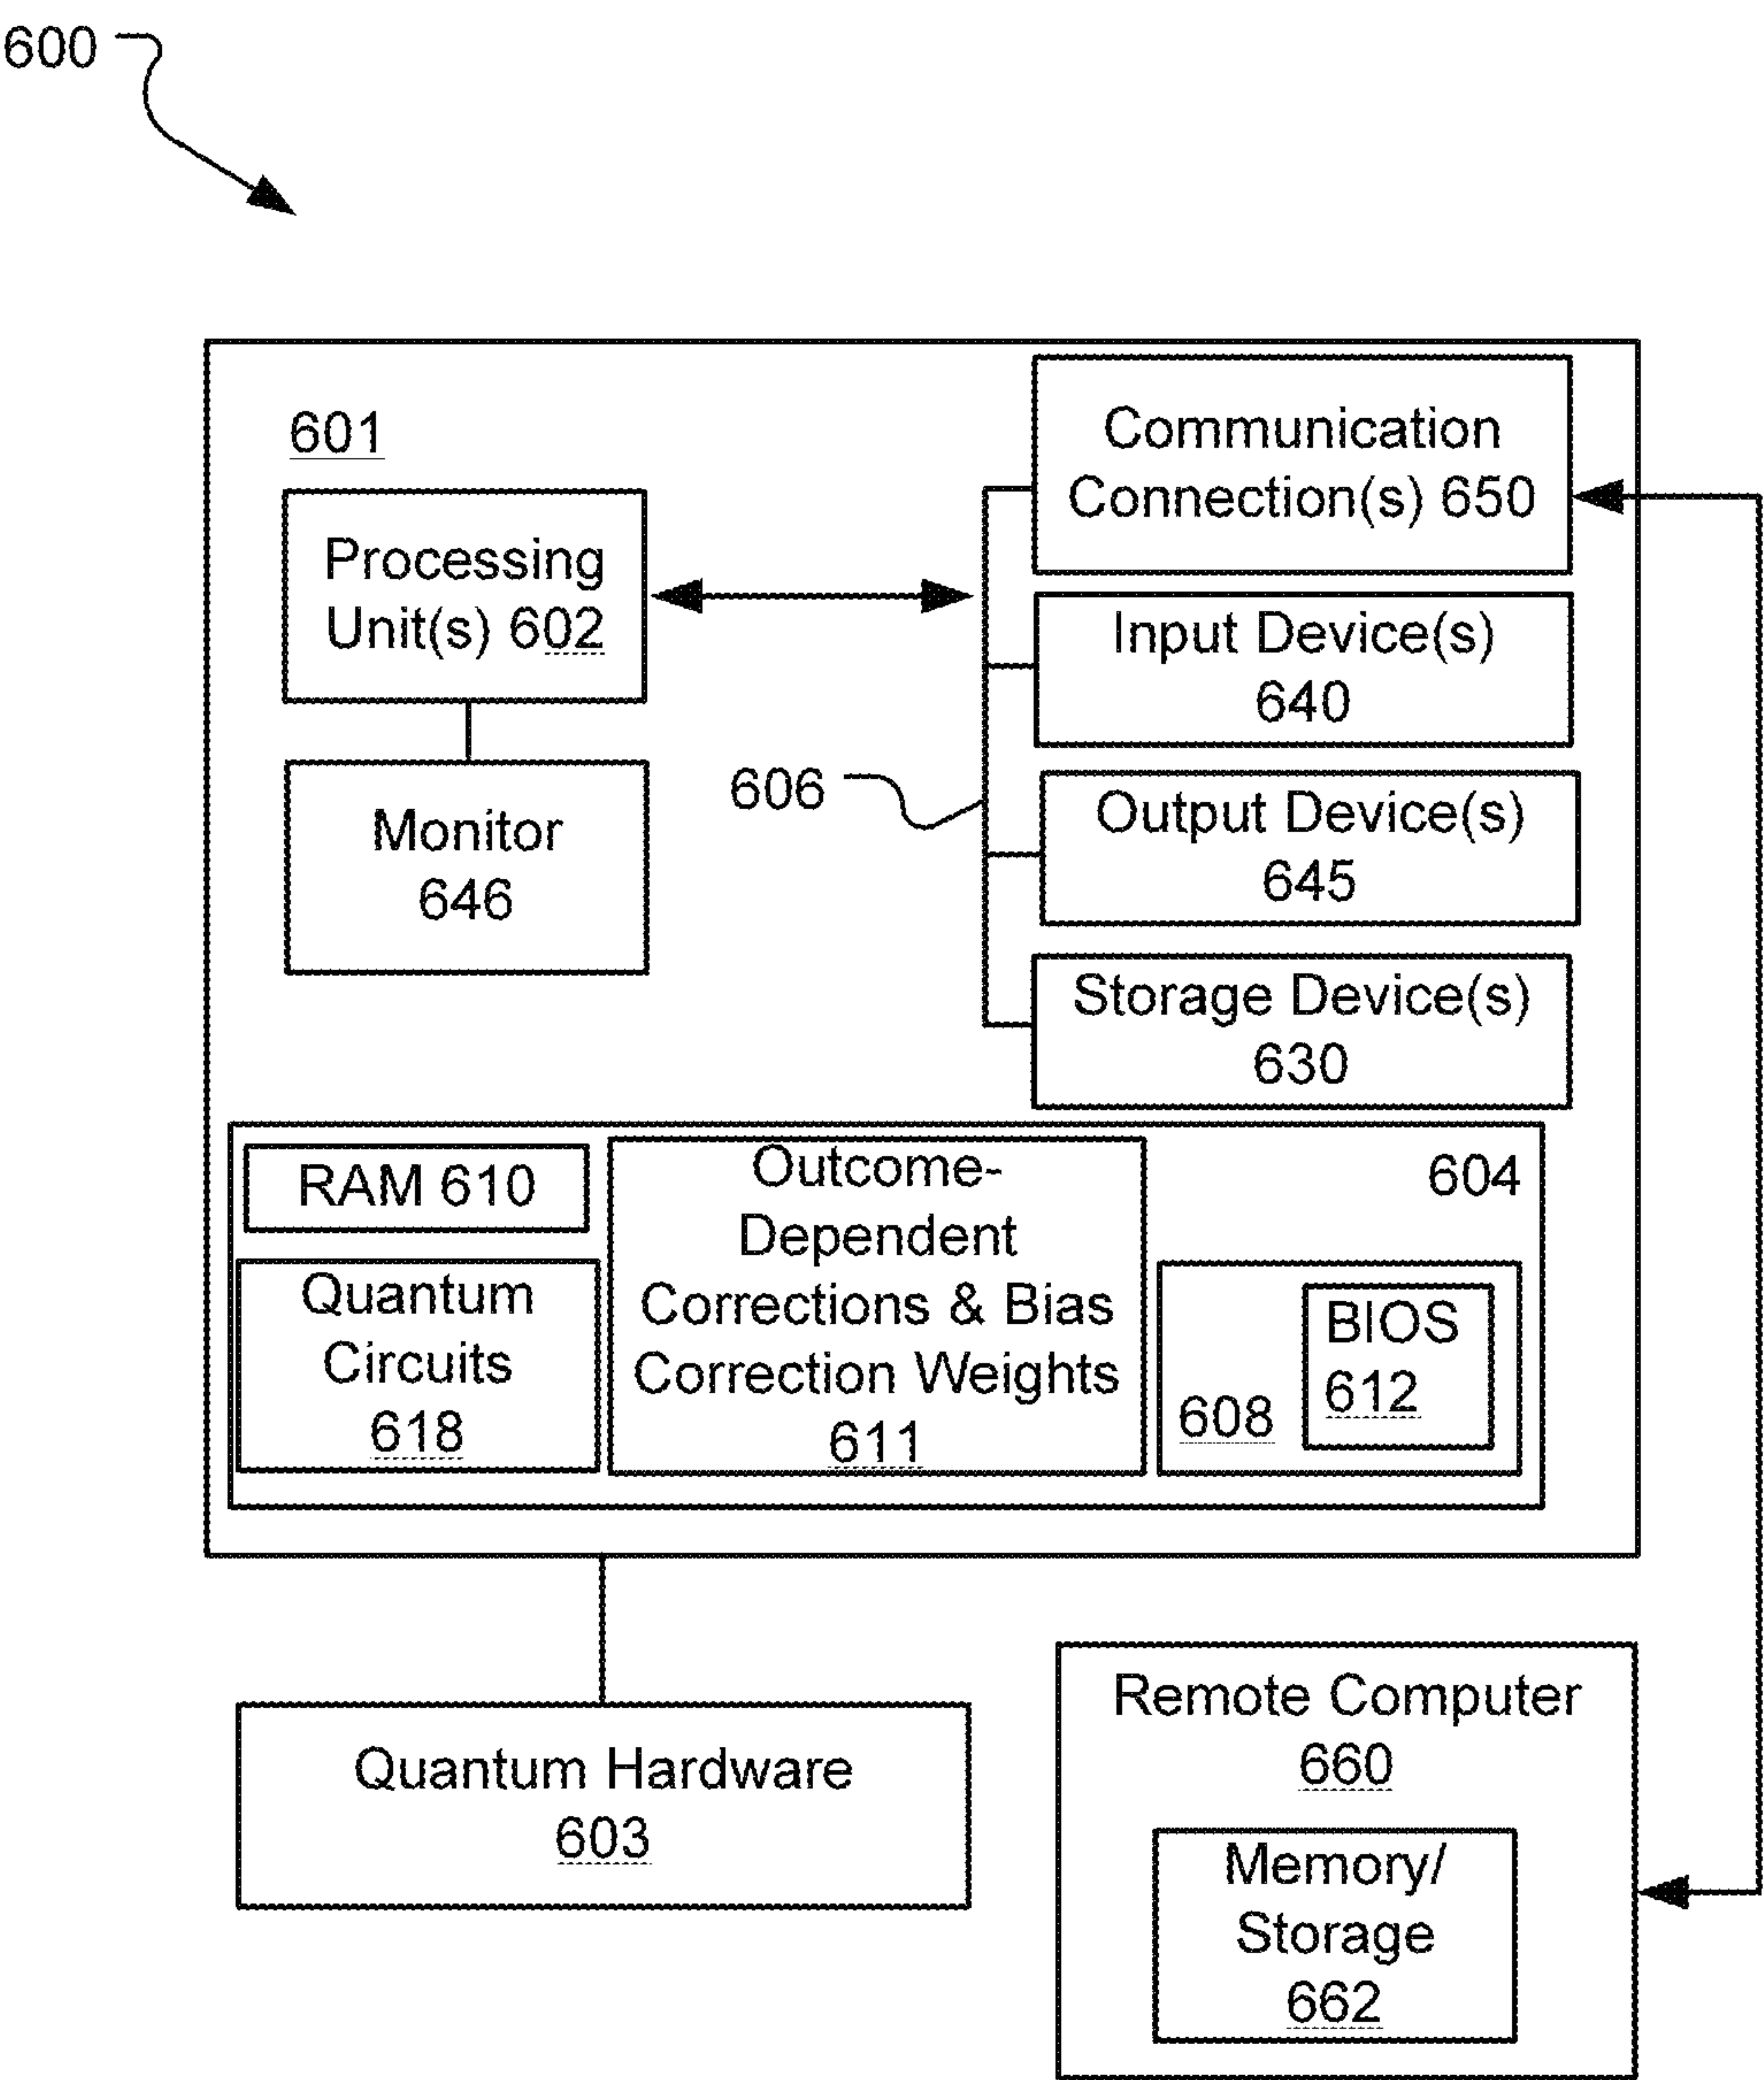 600
601
Processing
Unit(s) 602
Monitor
646
606
Communication
Connection(s) 650
Input Device(s)
640
Output Device(s)
645
Storage Device(s)
630
RAM 610
Quantum
Circuits
618
Outcome-
Dependent
Corrections & Bias
Correction Weights
611
604
608
BIOS
612
Quantum Hardware
603
Remote Computer
660
Memory/
Storage
662